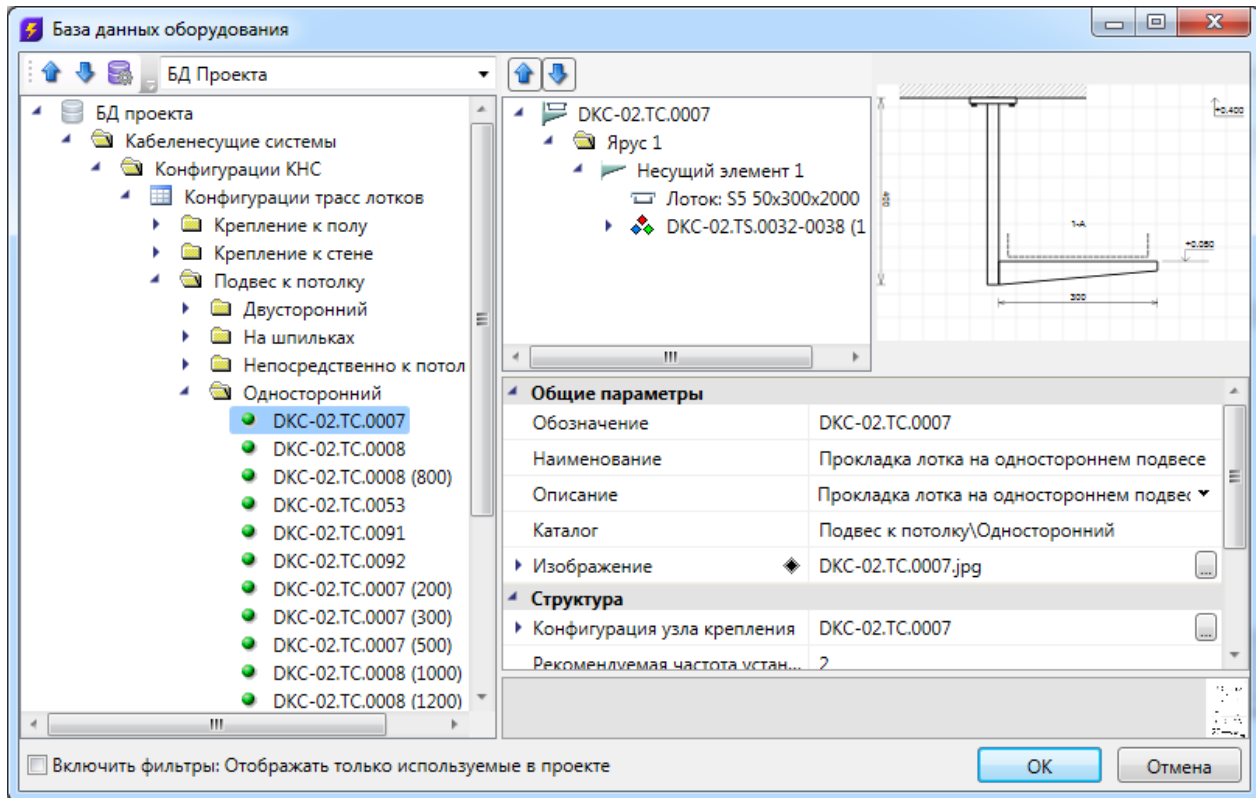 База данных оборудования
БД Проекта
БД проекта
Кабеленесущие системы
Конфигурации КНС
Конфигурации трасс лотков
Крепление к полу
Крепление к стене
Подвес к потолку
Двусторонний
На шпильках
Непосредственно к потол
Односторонний
DKC-02.TC.0007
DKC-02.TC.0008
DKC-02.TC.0008 (800)
DKC-02.TC.0053
DKC-02.TC.0091
DKC-02.TC.0092
DKC-02.TC.0007 (200)
DKC-02.TC.0007 (300)
DKC-02.TC.0007 (500)
DKC-02.TC.0008 (1000)
DKC-02.TC.0008 (1200)
DKC-02.TC.0007
Ярус 1
Несущий элемент 1
Лоток: S5 50x300x2000
DKC-02.TS.0032-0038 (1
+0.400
400
1-A
+0.050
300
Общие параметры
Обозначение DKC-02.TC.0007
Наименование Прокладка лотка на одностороннем подвесе
Описание Прокладка лотка на одностороннем подвес
Каталог Подвес к потолку\Односторонний
Изображение DKC-02.TC.0007.jpg ...
Структура
Конфигурация узла крепления DKC-02.TC.0007 ...
Рекомендуемая частота устан... 2
Включить фильтры: Отображать только используемые в проекте
ОК
Отмена